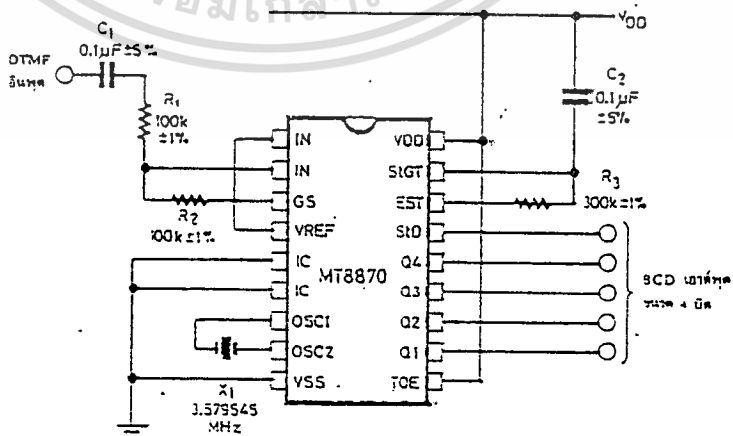 VDD
C1
0.1µF ±5%
DTMF
อินพุต
R1
100k
±1%
R2
100k±1%
C2
0.1µF
±5%
R3
300k±1%
IN
IN
GS
VREF
IC
IC
OSC1
OSC2
VSS
MT8870
VDD
St/GT
EST
StD
Q4
Q3
Q2
Q1
TOE
X1
3.579545
MHz
BCD เอาต์พุต
ขนาด 4 บิต